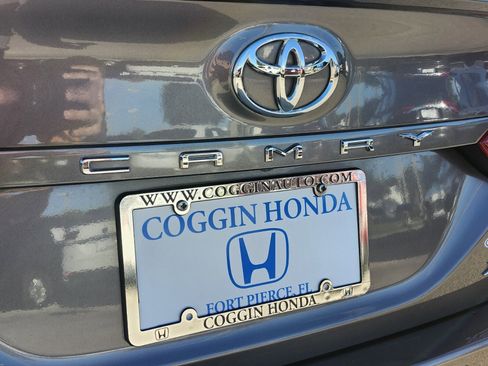 CAMRY
WWW.COGGINAUTO.COM
COGGIN HONDA
FORT PIERCE, FL
COGGIN HONDA